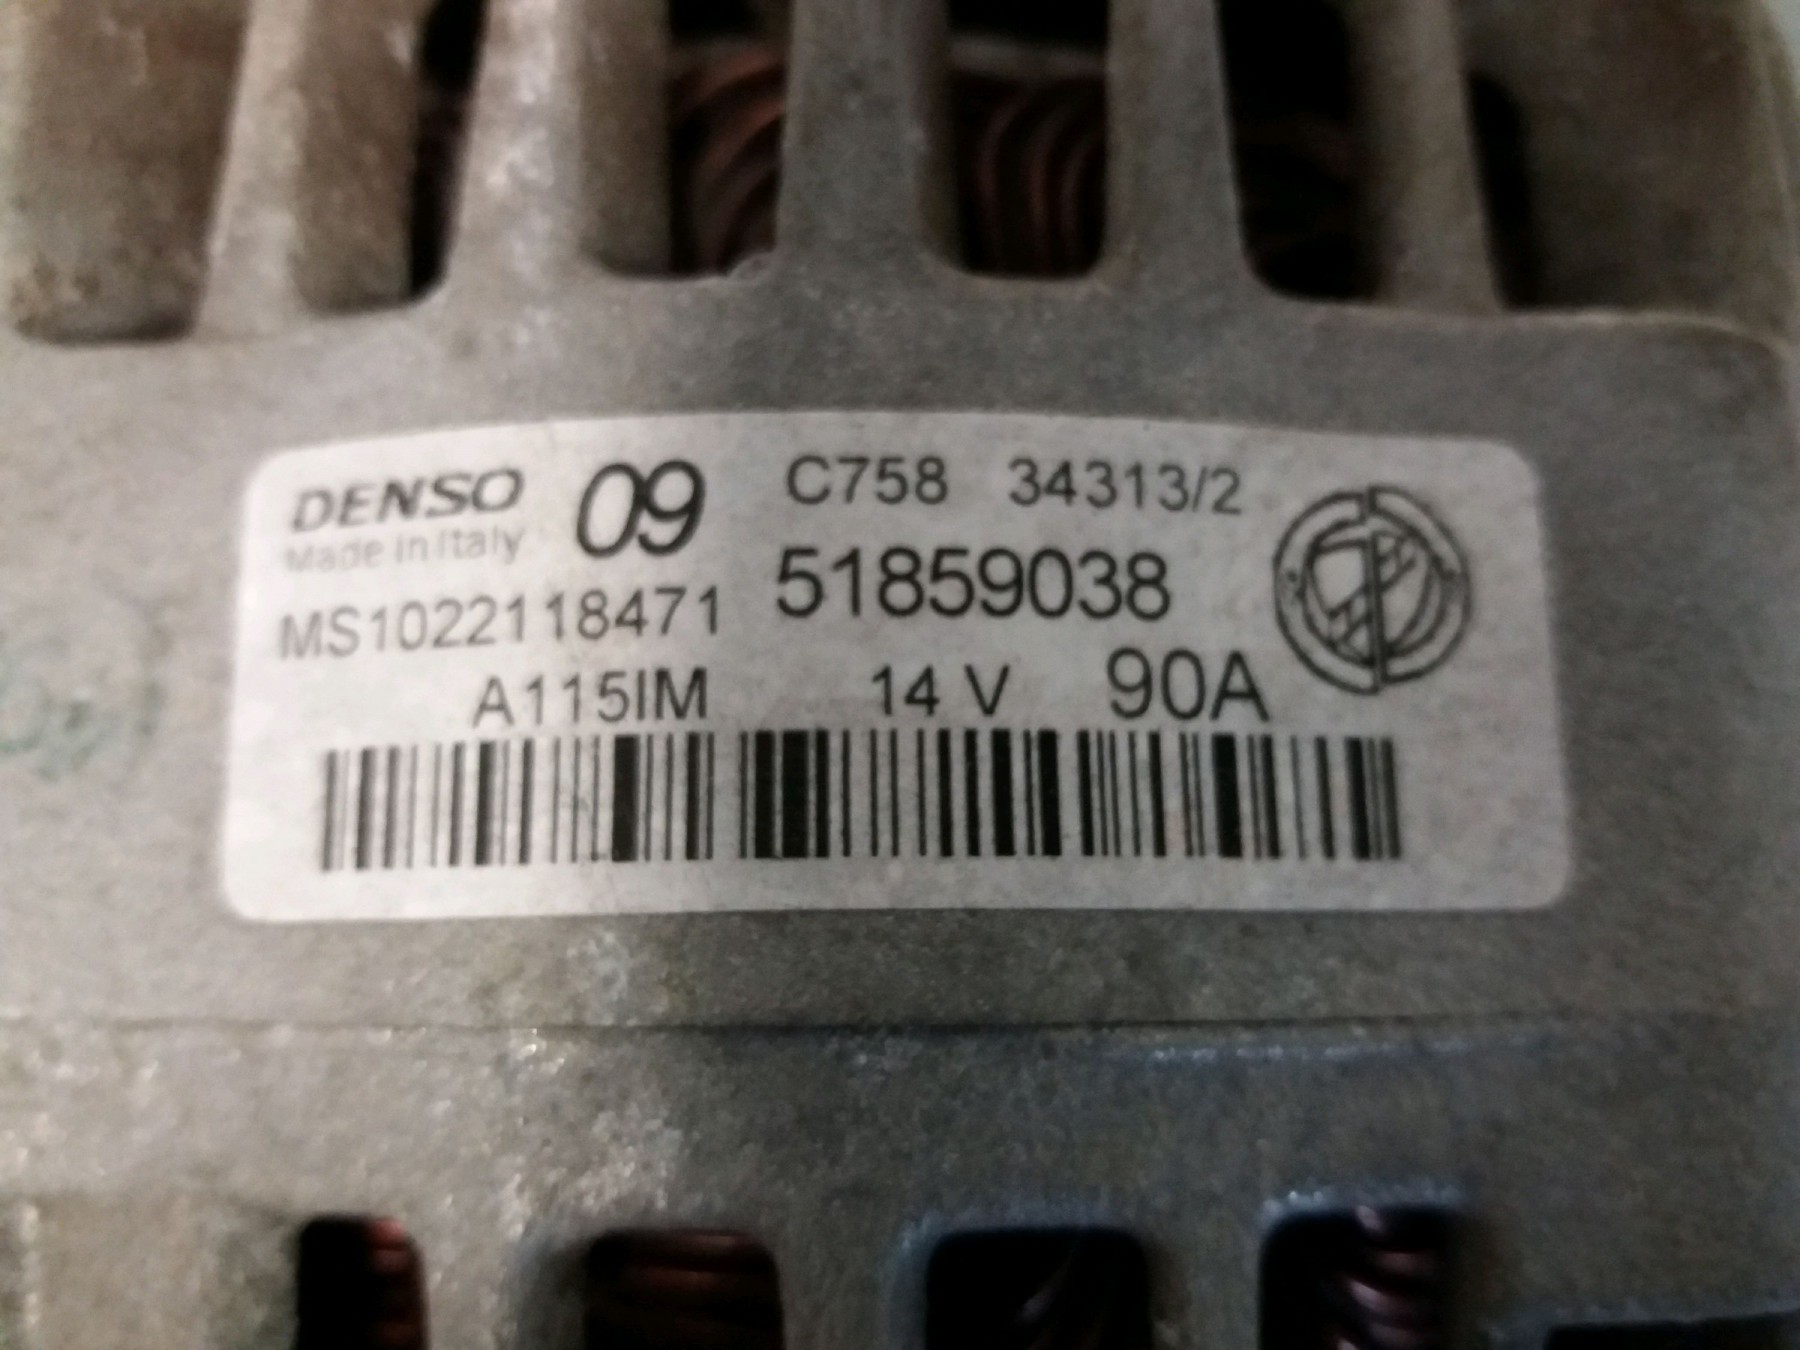 DENSO 09 C758 34313/2
Made in Italy
51859038
MS1022118471
A115IM 14 V 90A